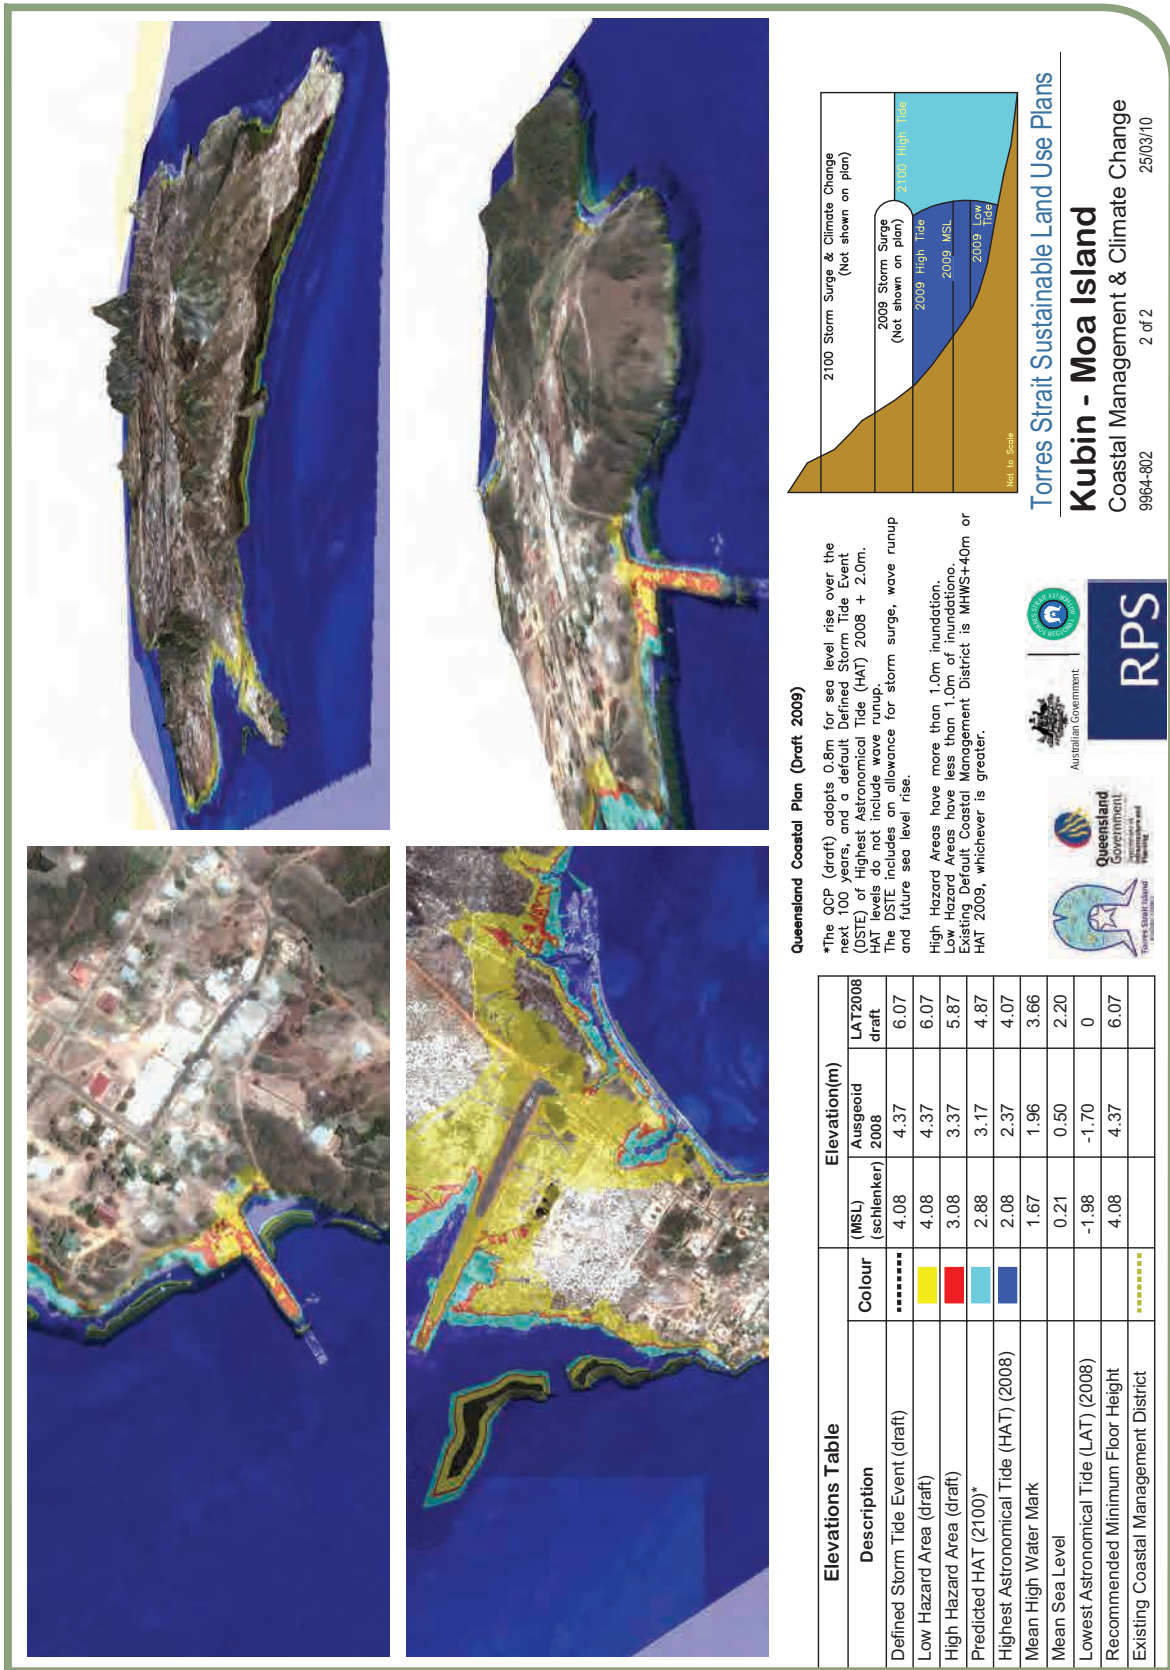 Elevations Table
Elevation(m)
Description
Colour
(MSL)
(schlenker)
Ausgeoid
2008
LAT2008
draft
Defined Storm Tide Event (draft) 4.08 4.37 6.07
Low Hazard Area (draft) 4.08 4.37 6.07
High Hazard Area (draft) 3.08 3.37 5.87
Predicted HAT (2100)* 2.88 3.17 4.87
Highest Astronomical Tide (HAT) (2008) 2.08 2.37 4.07
Mean High Water Mark 1.67 1.96 3.66
Mean Sea Level 0.21 0.50 2.20
Lowest Astronomical Tide (LAT) (2008) -1.98 -1.70 0
Recommended Minimum Floor Height 4.08 4.37 6.07
Existing Coastal Management District
Queensland Coastal Plan (Draft 2009)
*The QCP (draft) adopts 0.8m for sea level rise over the
next 100 years, and a default Defined Storm Tide Event
(DSTE) of Highest Astronomical Tide (HAT) 2008 + 2.0m.
HAT levels do not include wave runup.
The DSTE includes an allowance for storm surge, wave runup
and future sea level rise.
High Hazard Areas have more than 1.0m inundation.
Low Hazard Areas have less than 1.0m of inundationo.
Existing Default Coastal Management District is MHWS+40m or
HAT 2009, whichever is greater.
Torres Strait Island
Queensland
Government
Department of
Infrastructure and
Planning
Australian Government
TORRES STRAIT REGIONAL AUTHORITY
RPS
2100 Storm Surge & Climate Change
(Not shown on plan)
2009 Storm Surge
(Not shown on plan)
2100 High Tide
2009 High Tide
2009 MSL
2009 Low
Tide
Not to Scale
Torres Strait Sustainable Land Use Plans
Kubin - Moa Island
Coastal Management & Climate Change
9964-802 2 of 2 25/03/10